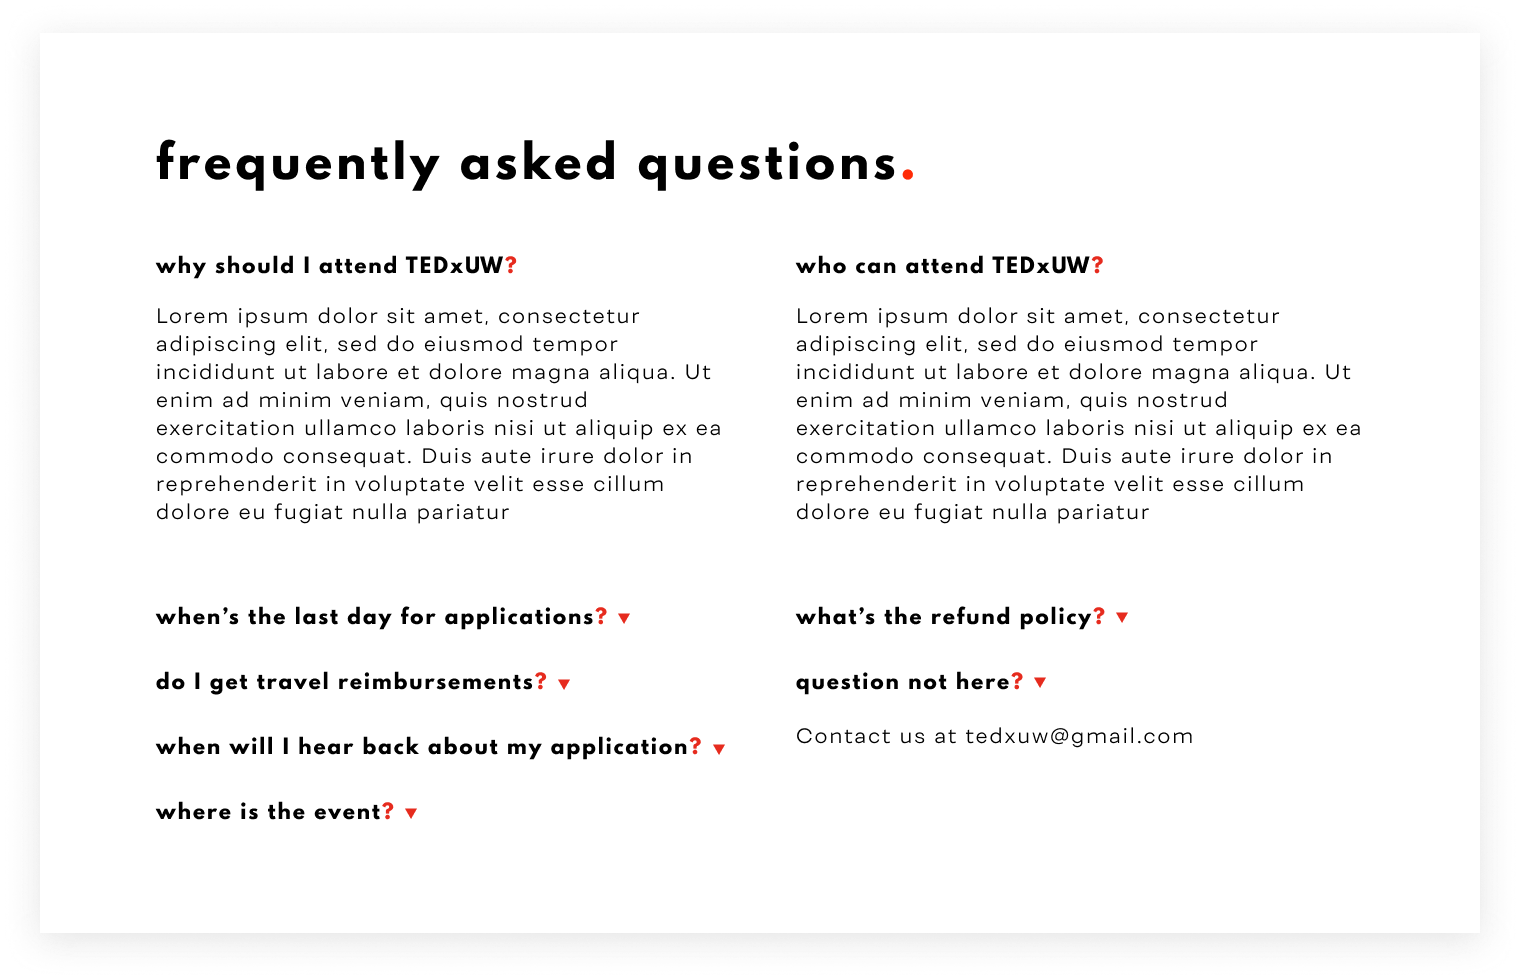 frequently asked questions.
why should I attend TEDxUW?
Lorem ipsum dolor sit amet, consectetur
adipiscing elit, sed do eiusmod tempor
incididunt ut labore et dolore magna aliqua. Ut
enim ad minim veniam, quis nostrud
exercitation ullamco laboris nisi ut aliquip ex ea
commodo consequat. Duis aute irure dolor in
reprehenderit in voluptate velit esse cillum
dolore eu fugiat nulla pariatur
when’s the last day for applications? ▼
do I get travel reimbursements? ▼
when will I hear back about my application? ▼
where is the event? ▼
who can attend TEDxUW?
Lorem ipsum dolor sit amet, consectetur
adipiscing elit, sed do eiusmod tempor
incididunt ut labore et dolore magna aliqua. Ut
enim ad minim veniam, quis nostrud
exercitation ullamco laboris nisi ut aliquip ex ea
commodo consequat. Duis aute irure dolor in
reprehenderit in voluptate velit esse cillum
dolore eu fugiat nulla pariatur
what’s the refund policy? ▼
question not here? ▼
Contact us at tedxuw@gmail.com